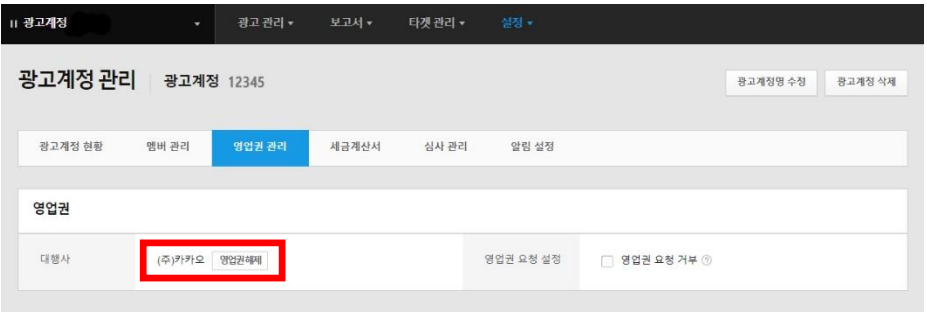 광고계정 광고 관리 보고서 타겟 관리 설정
광고계정 관리 광고계정 12345 광고계정명 수정 광고계정 삭제
광고계정 현황 멤버 관리 영업권 관리 세금계산서 심사 관리 알림 설정
영업권
대행사 (주)카카오 영업권해제 영업권 요청 설정 영업권 요청 거부 ?